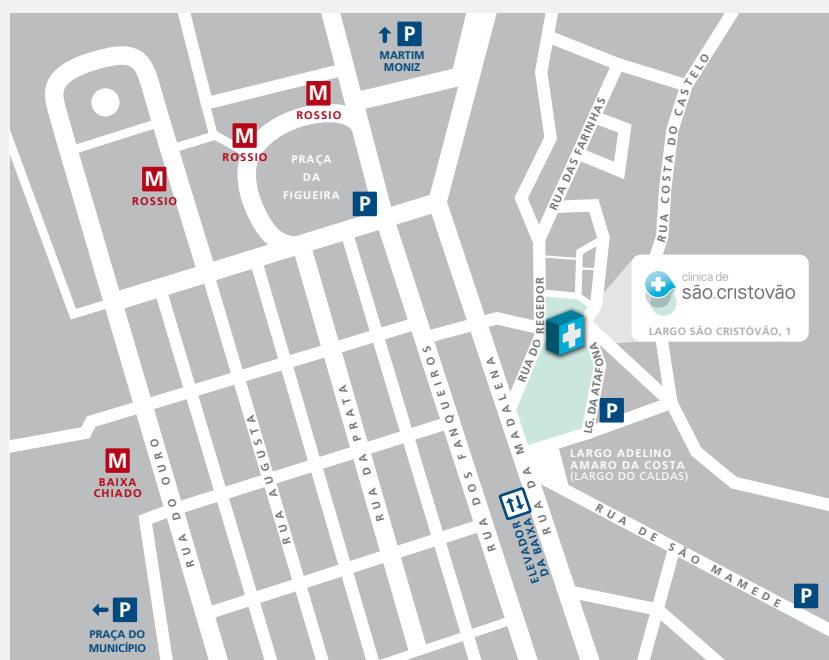 P
MARTIM
MONIZ
M
ROSSIO
M
ROSSIO
M
ROSSIO
PRAÇA
DA
FIGUEIRA
P
RUA DAS FARINHAS
RUA COSTA DO CASTELO
clínica de
são.cristovão
LARGO SÃO CRISTÓVÃO, 1
RUA DO REGEDOR
LG. DA ATAFONA
P
RUA DA MADALENA
RUA DOS FANQUEIROS
RUA DA PRATA
RUA AUGUSTA
RUA DO OURO
M
BAIXA
CHIADO
LARGO ADELINO
AMARO DA COSTA
(LARGO DO CALDAS)
ELEVADOR
DA BAIXA
RUA DE SÃO MAMEDE
P
P
PRAÇA DO
MUNICÍPIO